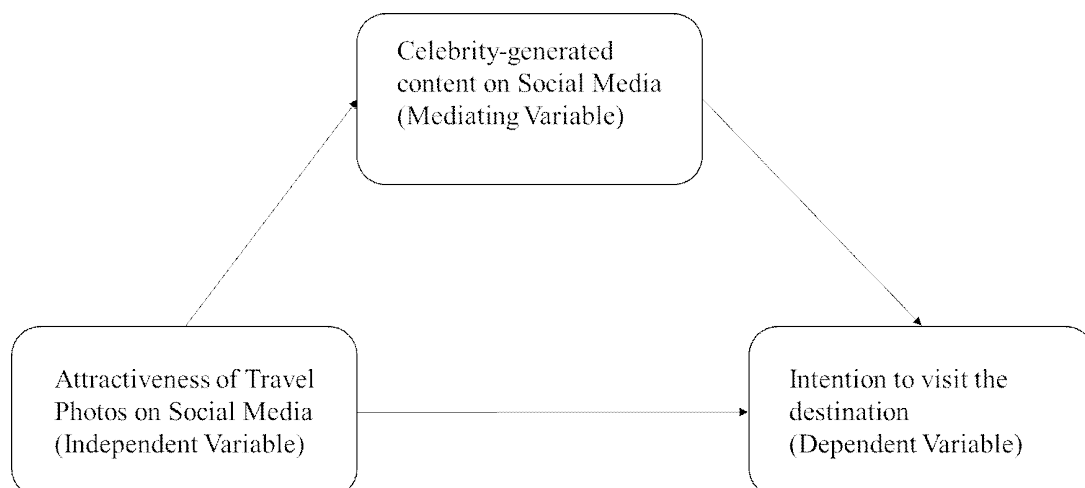 Celebrity-generated
content on Social Media
(Mediating Variable)
Attractiveness of Travel
Photos on Social Media
(Independent Variable)
Intention to visit the
destination
(Dependent Variable)